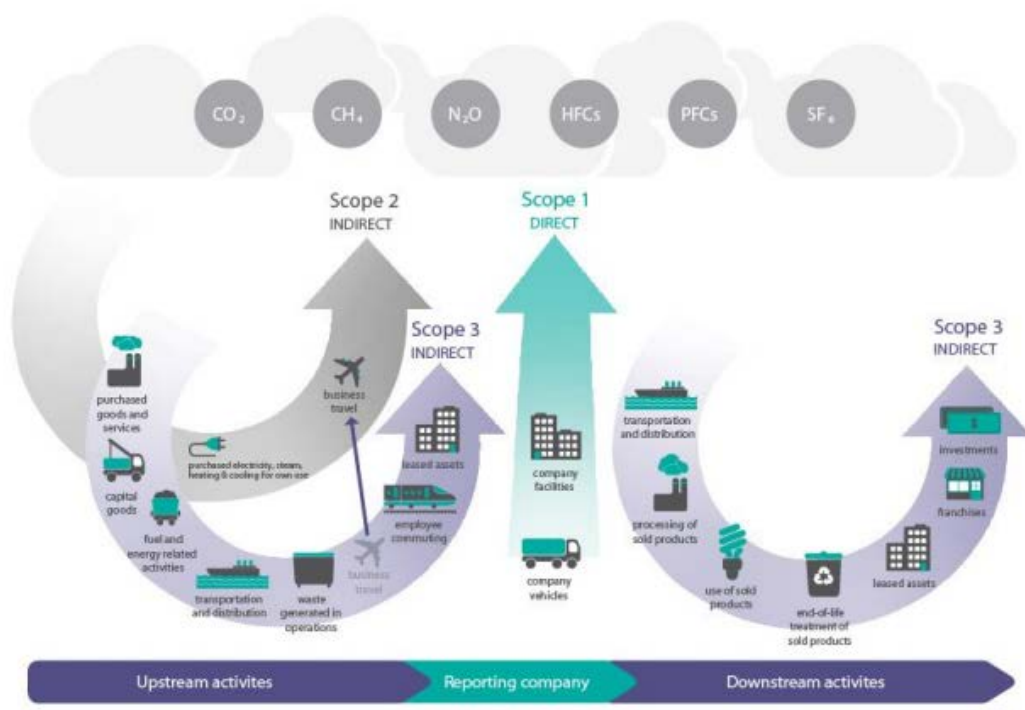 CO₂
CH₄
N₂O
HFCs
PFCs
SF₆
Scope 2
INDIRECT
Scope 1
DIRECT
Scope 3
INDIRECT
Scope 3
INDIRECT
purchased
goods and
services
capital
goods
fuel and
energy related
activities
transportation
and distribution
waste
generated in
operations
business
travel
purchased electricity, steam,
heating & cooling for own use
business
travel
employee
commuting
leased assets
company
facilities
company
vehicles
transportation
and distribution
processing of
sold products
use of sold
products
end-of-life
treatment of
sold products
leased assets
franchises
investments
Upstream activites
Reporting company
Downstream activites